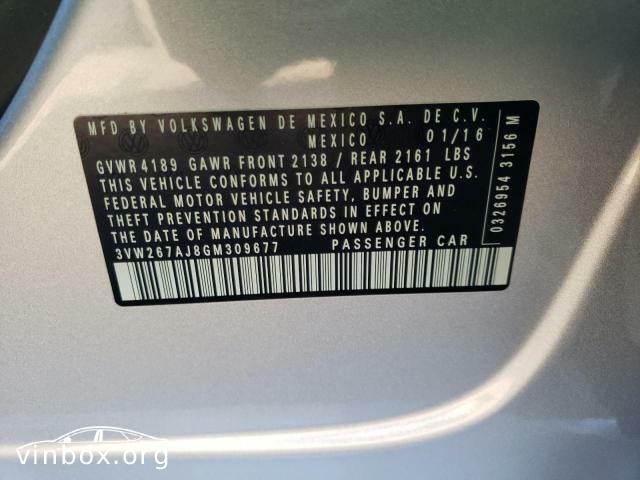 MFD BY VOLKSWAGEN DE MEXICO S.A. DE C.V.
MEXICO 01/16
GVWR 4189 GAWR FRONT 2138 / REAR 2161 LBS
THIS VEHICLE CONFORMS TO ALL APPLICABLE U.S.
FEDERAL MOTOR VEHICLE SAFETY, BUMPER AND
THEFT PREVENTION STANDARDS IN EFFECT ON
THE DATE OF MANUFACTURE SHOWN ABOVE.
3VW267AJ8GM309677 PASSENGER CAR
0326954 3156 M
vinbox.org